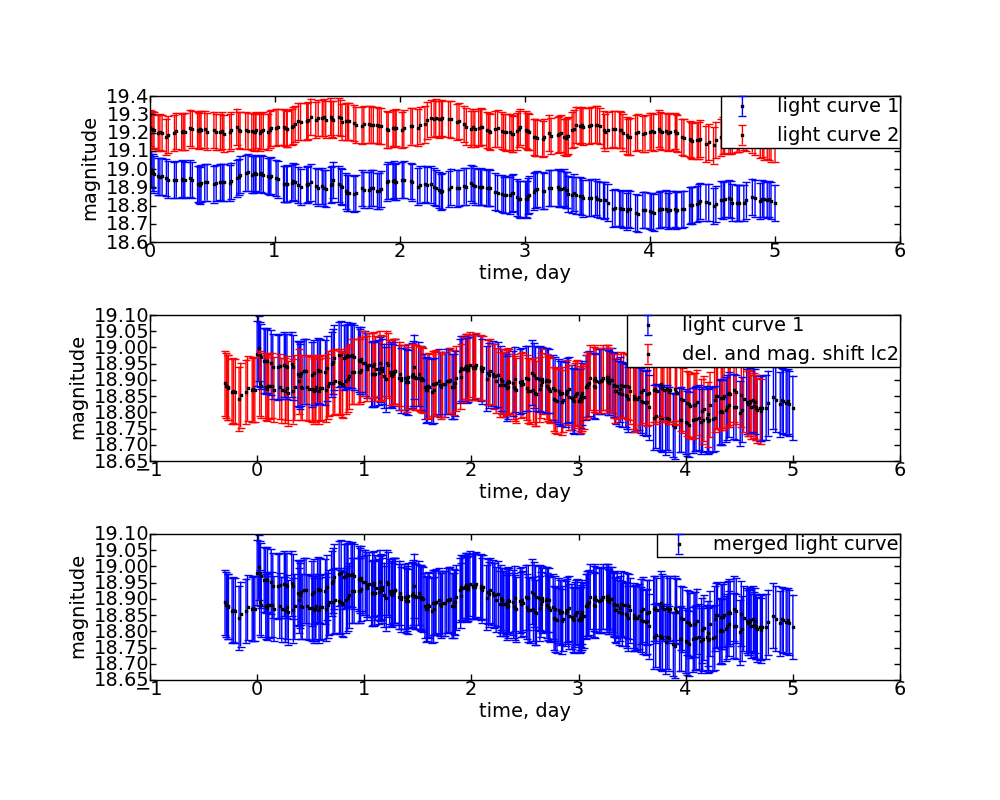 19.4
19.3
19.2
19.1
19.0
18.9
18.8
18.7
18.6
magnitude
light curve 1
light curve 2
0 1 2 3 4 5 6
time, day
19.10
19.05
19.00
18.95
18.90
18.85
18.80
18.75
18.70
18.65
magnitude
light curve 1
del. and mag. shift lc2
−1 0 1 2 3 4 5 6
time, day
19.10
19.05
19.00
18.95
18.90
18.85
18.80
18.75
18.70
18.65
magnitude
merged light curve
−1 0 1 2 3 4 5 6
time, day